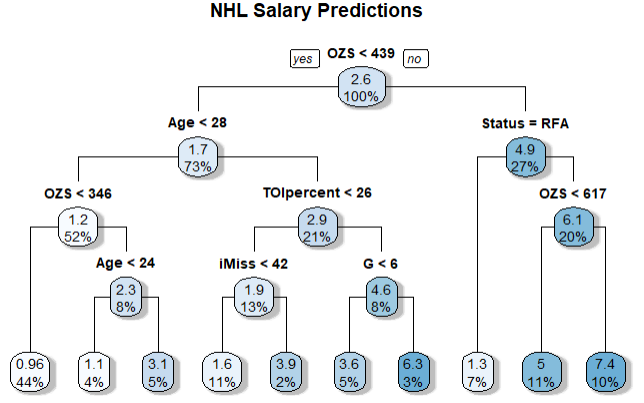 NHL Salary Predictions
yes OZS < 439 no
2.6
100%
Age < 28 Status = RFA
1.7 4.9
73% 27%
OZS < 346 TOIpercent < 26 OZS < 617
1.2 2.9 6.1
52% 21% 20%
Age < 24 iMiss < 42 G < 6
2.3 1.9 4.6
8% 13% 8%
0.96 1.1 3.1 1.6 3.9 3.6 6.3 1.3 5 7.4
44% 4% 5% 11% 2% 5% 3% 7% 11% 10%